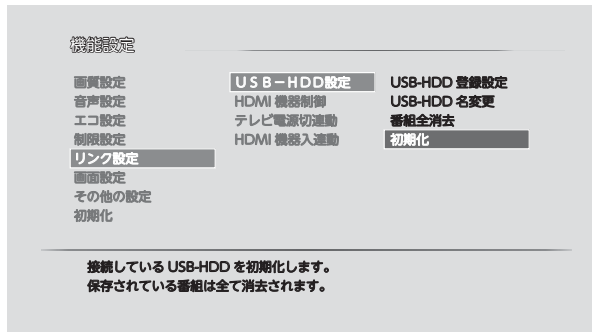 機能設定
画質設定
音声設定
エコ設定
制限設定
リンク設定
画面設定
その他の設定
初期化
ＵＳＢ－ＨＤＤ設定
HDMI 機器制御
テレビ電源切連動
HDMI 機器入連動
USB-HDD 登録設定
USB-HDD 名変更
番組全消去
初期化
接続している USB-HDD を初期化します。
保存されている番組は全て消去されます。